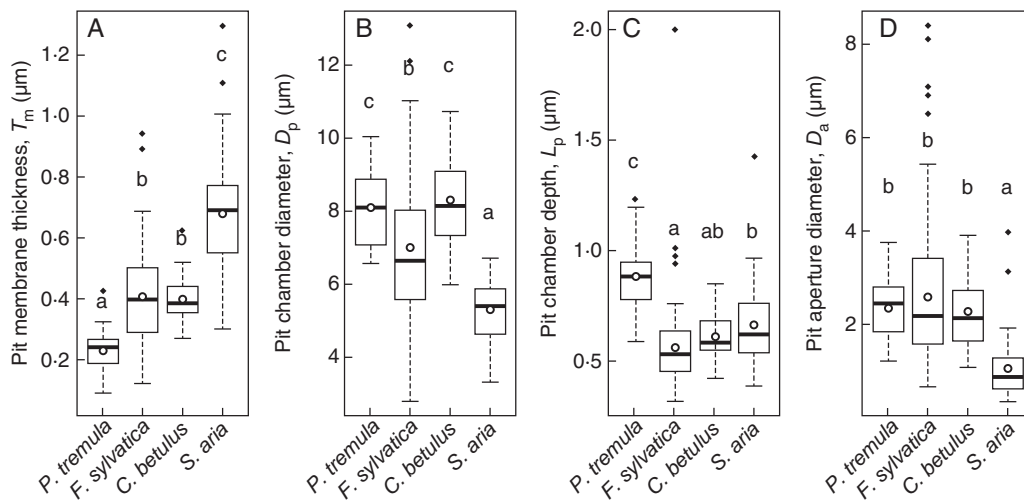 A
Pit membrane thickness, Tm (μm)
1·2
1·0
0·8
0·6
0·4
0·2
a
b
b
c
P. tremula
F. sylvatica
C. betulus
S. aria
B
Pit chamber diameter, Dp (μm)
12
10
8
6
4
c
b
c
a
P. tremula
F. sylvatica
C. betulus
S. aria
C
Pit chamber depth, Lp (μm)
2·0
1·5
1·0
0·5
c
a
ab
b
P. tremula
F. sylvatica
C. betulus
S. aria
D
Pit aperture diameter, Da (μm)
8
6
4
2
b
b
b
a
P. tremula
F. sylvatica
C. betulus
S. aria